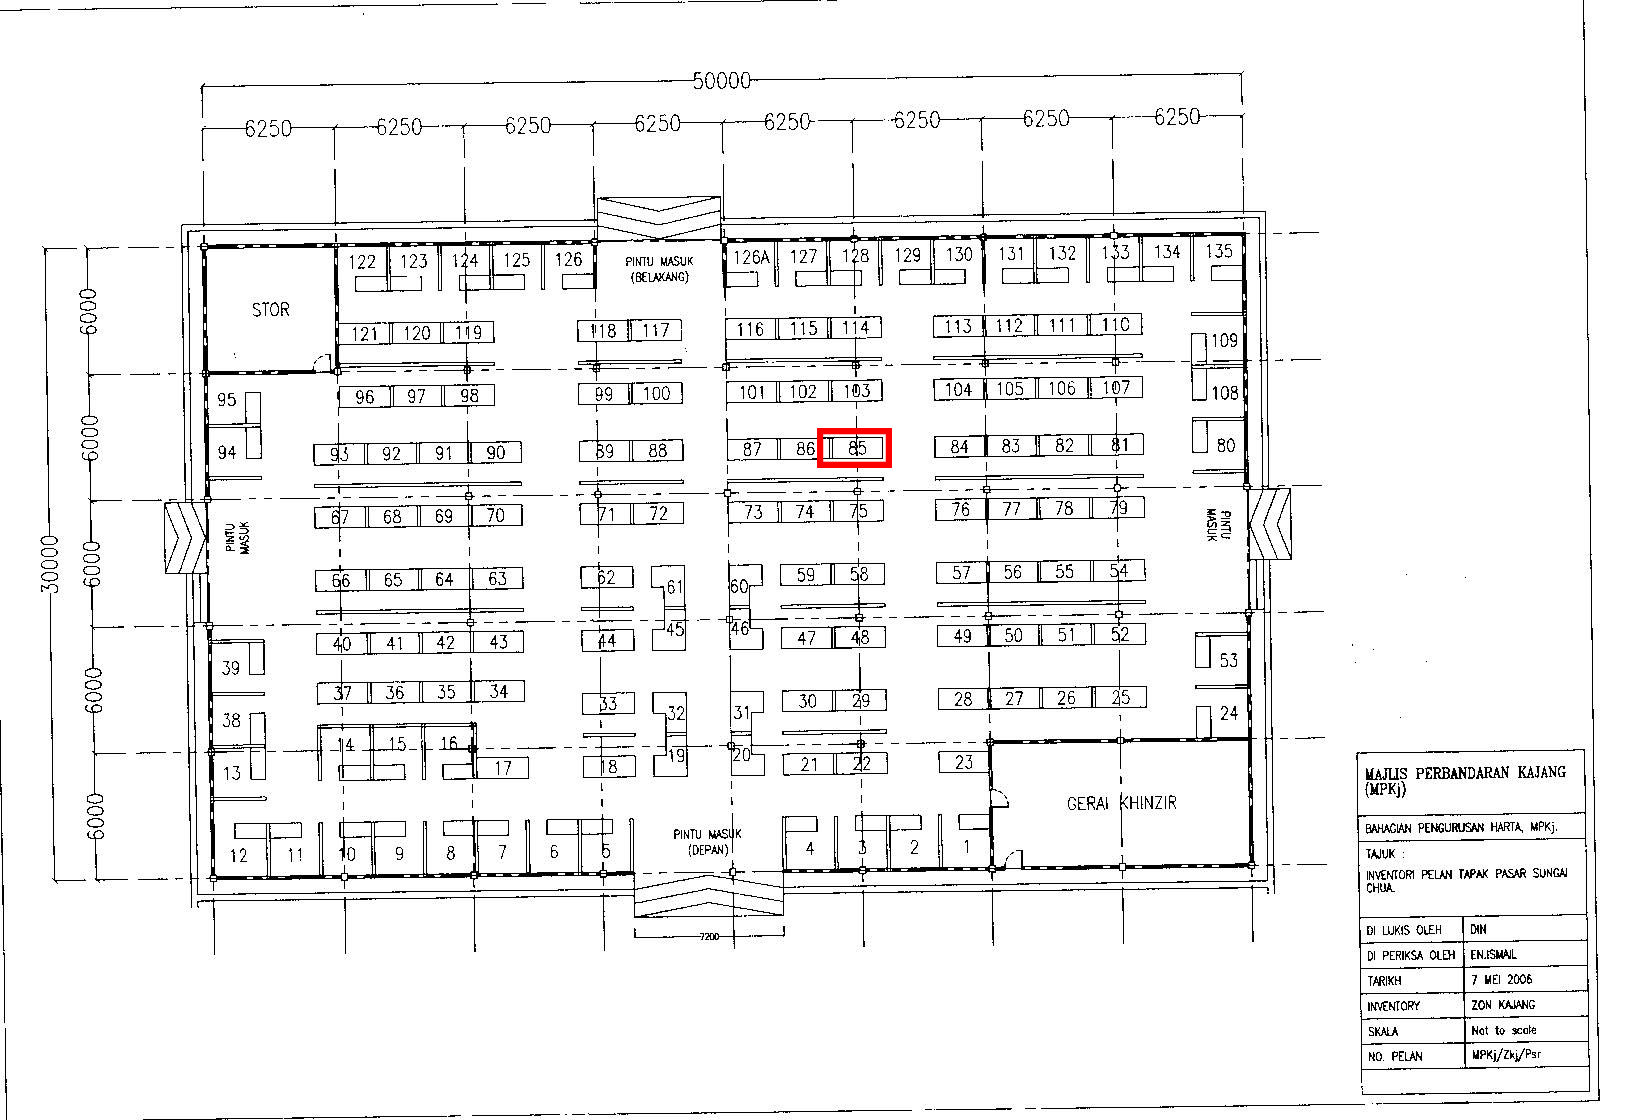 50000
6250 6250 6250 6250 6250 6250 6250 6250
122 123 124 125 126 PINTU MASUK 126A 127 128 129 130 131 132 133 134 135
(BELAKANG)
6000 STOR
121 120 119 118 117 116 115 114 113 112 111 110
109
95 96 97 98 99 100 101 102 103 104 105 106 107 108
6000
94 93 92 91 90 89 88 87 86 85 84 83 82 81 80
67 68 69 70 71 72 73 74 75 76 77 78 79
PINTU MASUK
PINTU MASUK
30000
6000
66 65 64 63 62 61 60 59 58 57 56 55 54
40 41 42 43 44 45 46 47 48 49 50 51 52
39 53
6000
37 36 35 34 33 32 31 30 29 28 27 26 25
38 24
14 15 16
13 17 18 19 20 21 22 23
6000
GERAI KHINZIR
PINTU MASUK
(DEPAN)
12 11 10 9 8 7 6 5 4 3 2 1
7200
MAJLIS PERBANDARAN KAJANG
(MPKj)
BAHAGIAN PENGURUSAN HARTA, MPKj.
TAJUK :
INVENTORI PELAN TAPAK PASAR SUNGAI
CHUA.
DI LUKIS OLEH DIN
DI PERIKSA OLEH EN.ISMAIL
TARIKH 7 MEI 2006
INVENTORY ZON KAJANG
SKALA Not to scale
NO. PELAN MPKj/Zkj/Psr